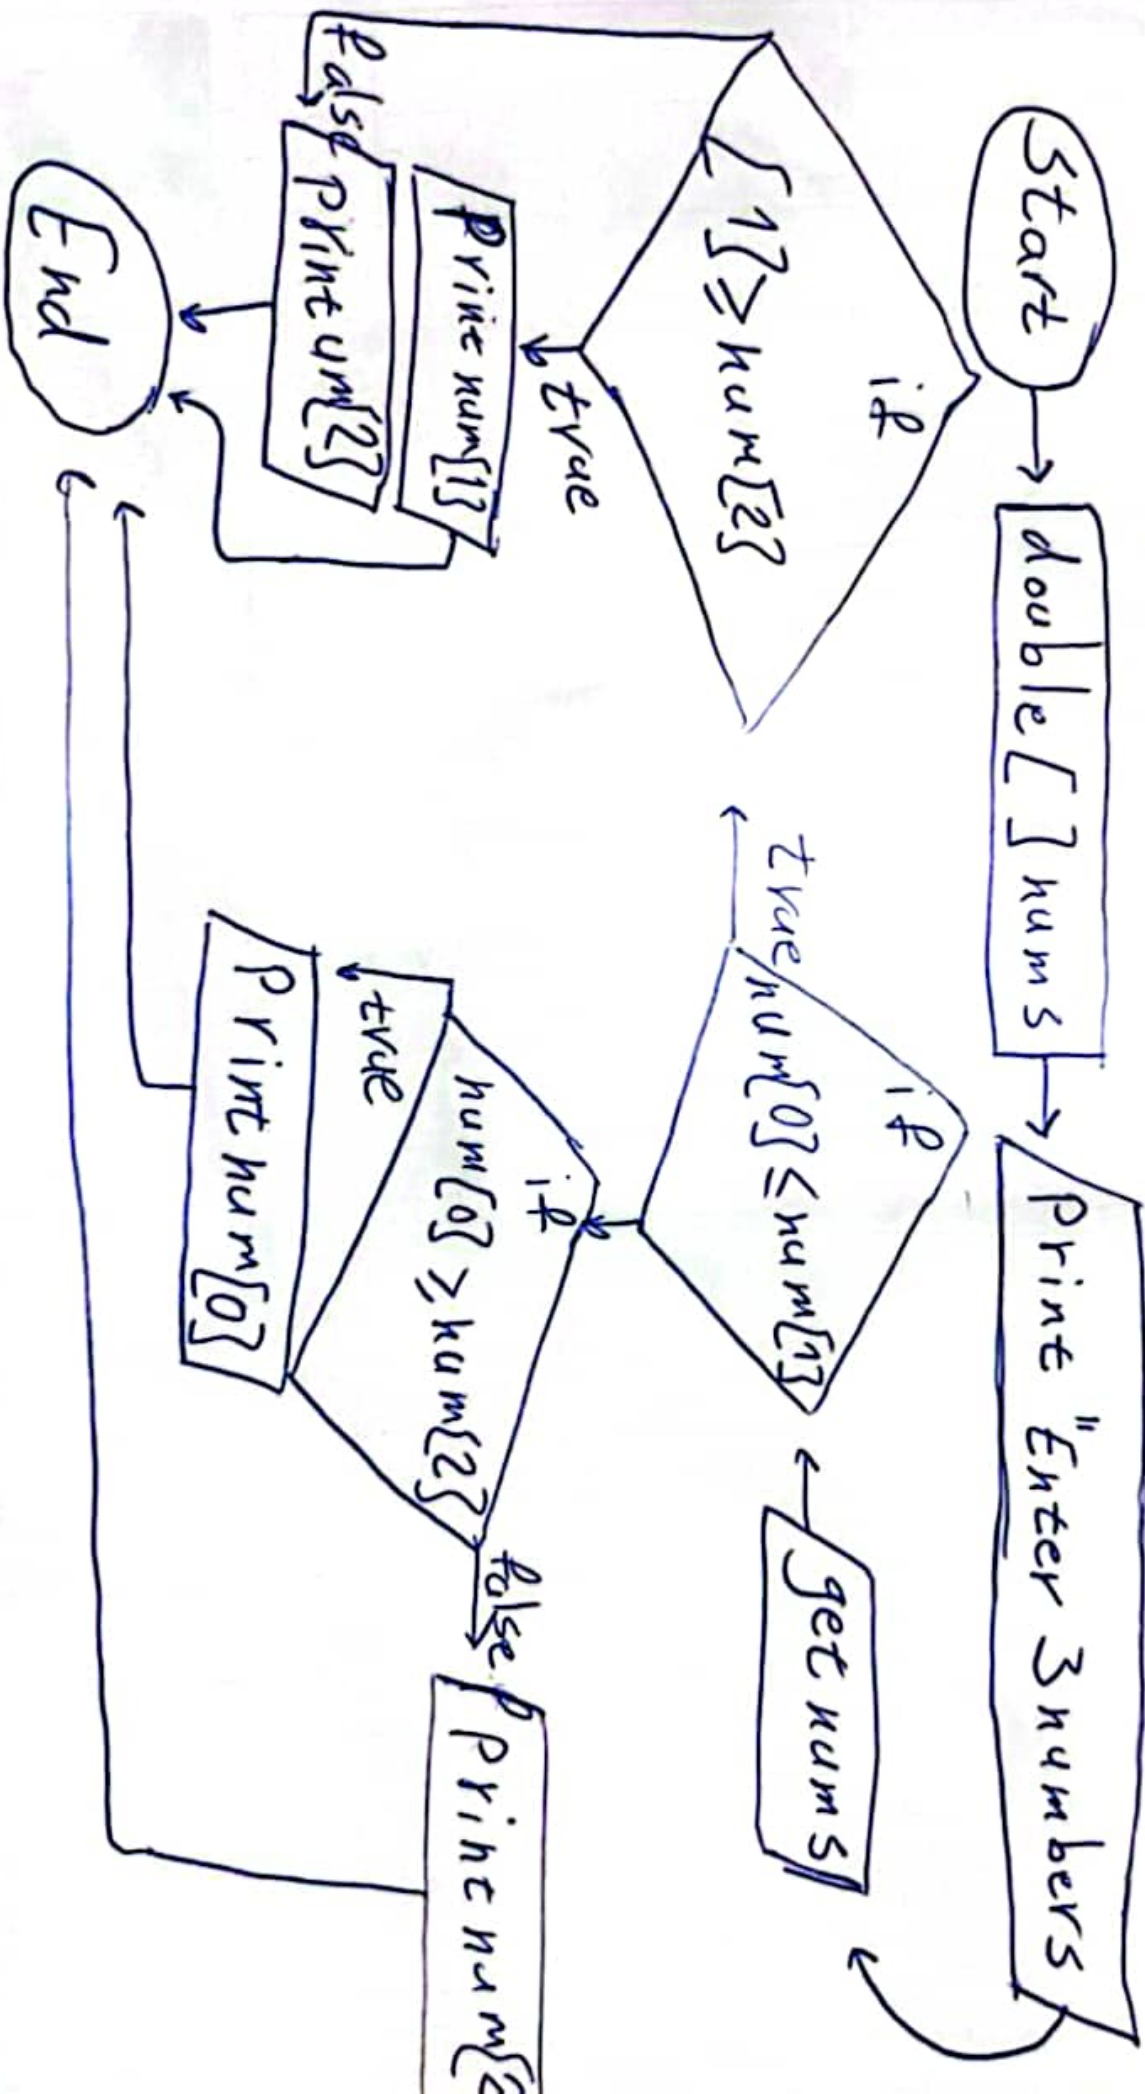 Start
double[ ] nums
Print "Enter 3 numbers
get nums
if
num[0] ≤ num[1]
true
if
[1] ≥ num[2]
true
false
Print num[1]
Print um[2]
if
num[0] ≥ num[2]
true
false
Print num[0]
Print num[2
End